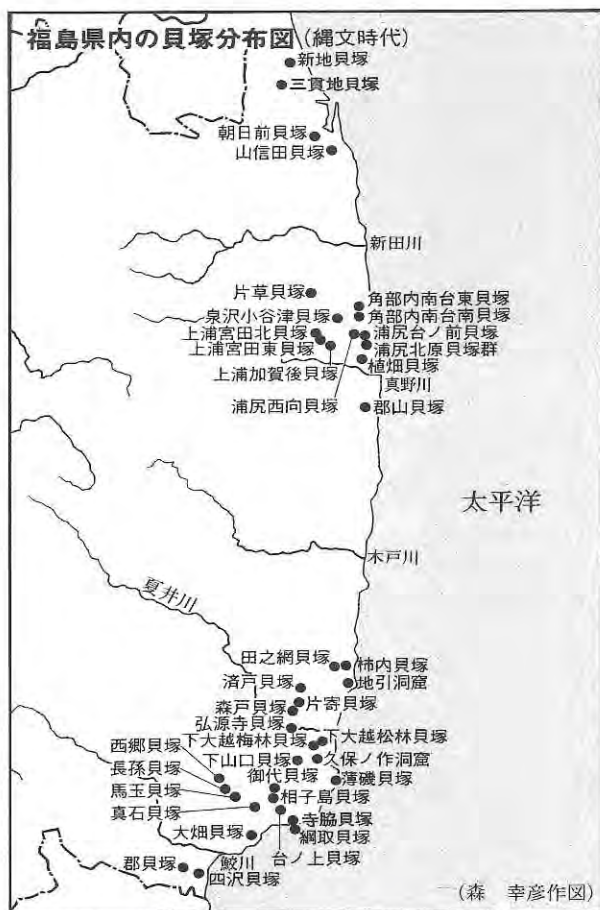 福島県内の貝塚分布図 (縄文時代)
新地貝塚
三貫地貝塚
朝日前貝塚
山信田貝塚
新田川
片草貝塚
角部内南台東貝塚
泉沢小谷津貝塚
角部内南台南貝塚
上浦宮田北貝塚
浦尻台ノ前貝塚
上浦宮田東貝塚
浦尻北原貝塚群
上浦加賀後貝塚
植畑貝塚
真野川
浦尻西向貝塚
郡山貝塚
太平洋
木戸川
夏井川
田之網貝塚
柿内貝塚
済戸貝塚
地引洞窟
片寄貝塚
森戸貝塚
弘源寺貝塚
下大越梅林貝塚
下大越松林貝塚
西郷貝塚
下山口貝塚
久保ノ作洞窟
長孫貝塚
御代貝塚
薄磯貝塚
馬玉貝塚
相子島貝塚
真石貝塚
寺脇貝塚
大畑貝塚
綱取貝塚
台ノ上貝塚
郡貝塚
鮫川
四沢貝塚
(森 幸彦作図)